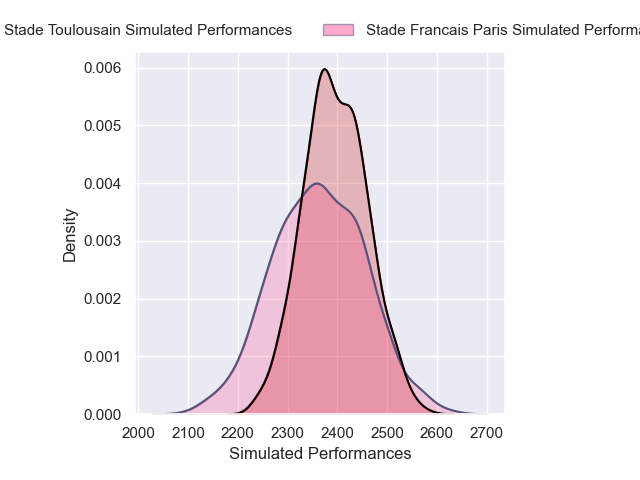 Stade Toulousain Simulated Performances Stade Francais Paris Simulated Performa
0.006
0.005
0.004
0.003
0.002
0.001
0.000
Density
2000 2100 2200 2300 2400 2500 2600 2700
Simulated Performances